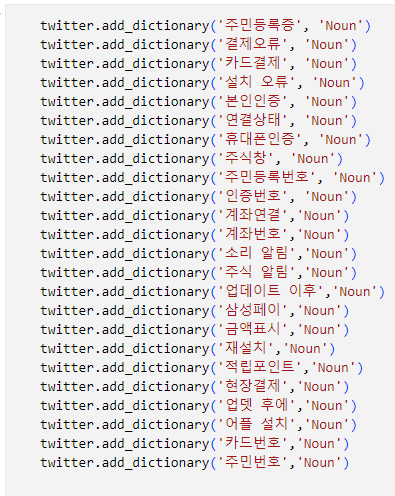 twitter.add_dictionary('주민등록증', 'Noun')
twitter.add_dictionary('결제오류', 'Noun')
twitter.add_dictionary('카드결제', 'Noun')
twitter.add_dictionary('설치 오류', 'Noun')
twitter.add_dictionary('본인인증', 'Noun')
twitter.add_dictionary('연결상태', 'Noun')
twitter.add_dictionary('휴대폰인증', 'Noun')
twitter.add_dictionary('주식창', 'Noun')
twitter.add_dictionary('주민등록번호', 'Noun')
twitter.add_dictionary('인증번호', 'Noun')
twitter.add_dictionary('계좌연결','Noun')
twitter.add_dictionary('계좌번호','Noun')
twitter.add_dictionary('소리 알림','Noun')
twitter.add_dictionary('주식 알림','Noun')
twitter.add_dictionary('업데이트 이후','Noun')
twitter.add_dictionary('삼성페이','Noun')
twitter.add_dictionary('금액표시','Noun')
twitter.add_dictionary('재설치','Noun')
twitter.add_dictionary('적립포인트','Noun')
twitter.add_dictionary('현장결제','Noun')
twitter.add_dictionary('업뎃 후에','Noun')
twitter.add_dictionary('어플 설치','Noun')
twitter.add_dictionary('카드번호','Noun')
twitter.add_dictionary('주민번호','Noun')